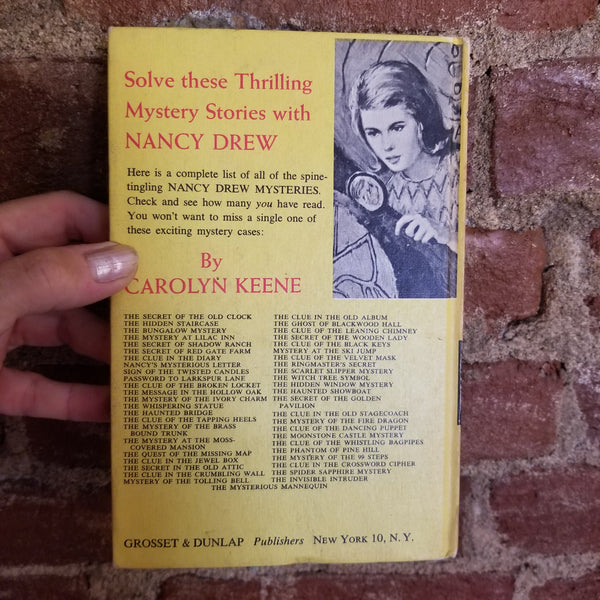 Solve these Thrilling
Mystery Stories with
NANCY DREW
Here is a complete list of all of the spine-
tingling NANCY DREW MYSTERIES.
Check and see how many you have read.
You won't want to miss a single one of
these exciting mystery cases:
By
CAROLYN KEENE
THE SECRET OF THE OLD CLOCK
THE HIDDEN STAIRCASE
THE BUNGALOW MYSTERY
THE MYSTERY AT LILAC INN
THE SECRET OF SHADOW RANCH
THE SECRET OF RED GATE FARM
THE CLUE IN THE DIARY
NANCY'S MYSTERIOUS LETTER
SIGN OF THE TWISTED CANDLES
PASSWORD TO LARKSPUR LANE
THE CLUE OF THE BROKEN LOCKET
THE MESSAGE IN THE HOLLOW OAK
THE MYSTERY OF THE IVORY CHARM
THE WHISPERING STATUE
THE HAUNTED BRIDGE
THE CLUE OF THE TAPPING HEELS
THE MYSTERY OF THE BRASS
BOUND TRUNK
THE MYSTERY AT THE MOSS-
COVERED MANSION
THE QUEST OF THE MISSING MAP
THE CLUE IN THE JEWEL BOX
THE SECRET IN THE OLD ATTIC
THE CLUE IN THE CRUMBLING WALL
MYSTERY OF THE TOLLING BELL
THE CLUE IN THE OLD ALBUM
THE GHOST OF BLACKWOOD HALL
THE CLUE OF THE LEANING CHIMNEY
THE SECRET OF THE WOODEN LADY
THE CLUE OF THE BLACK KEYS
MYSTERY AT THE SKI JUMP
THE CLUE OF THE VELVET MASK
THE RINGMASTER'S SECRET
THE SCARLET SLIPPER MYSTERY
THE WITCH TREE SYMBOL
THE HIDDEN WINDOW MYSTERY
THE HAUNTED SHOWBOAT
THE SECRET OF THE GOLDEN
PAVILION
THE CLUE IN THE OLD STAGECOACH
THE MYSTERY OF THE FIRE DRAGON
THE CLUE OF THE DANCING PUPPET
THE MOONSTONE CASTLE MYSTERY
THE CLUE OF THE WHISTLING BAGPIPES
THE PHANTOM OF PINE HILL
THE MYSTERY OF THE 99 STEPS
THE CLUE IN THE CROSSWORD CIPHER
THE SPIDER SAPPHIRE MYSTERY
THE INVISIBLE INTRUDER
THE MYSTERIOUS MANNEQUIN
GROSSET & DUNLAP Publishers NEW YORK 10, N. Y.